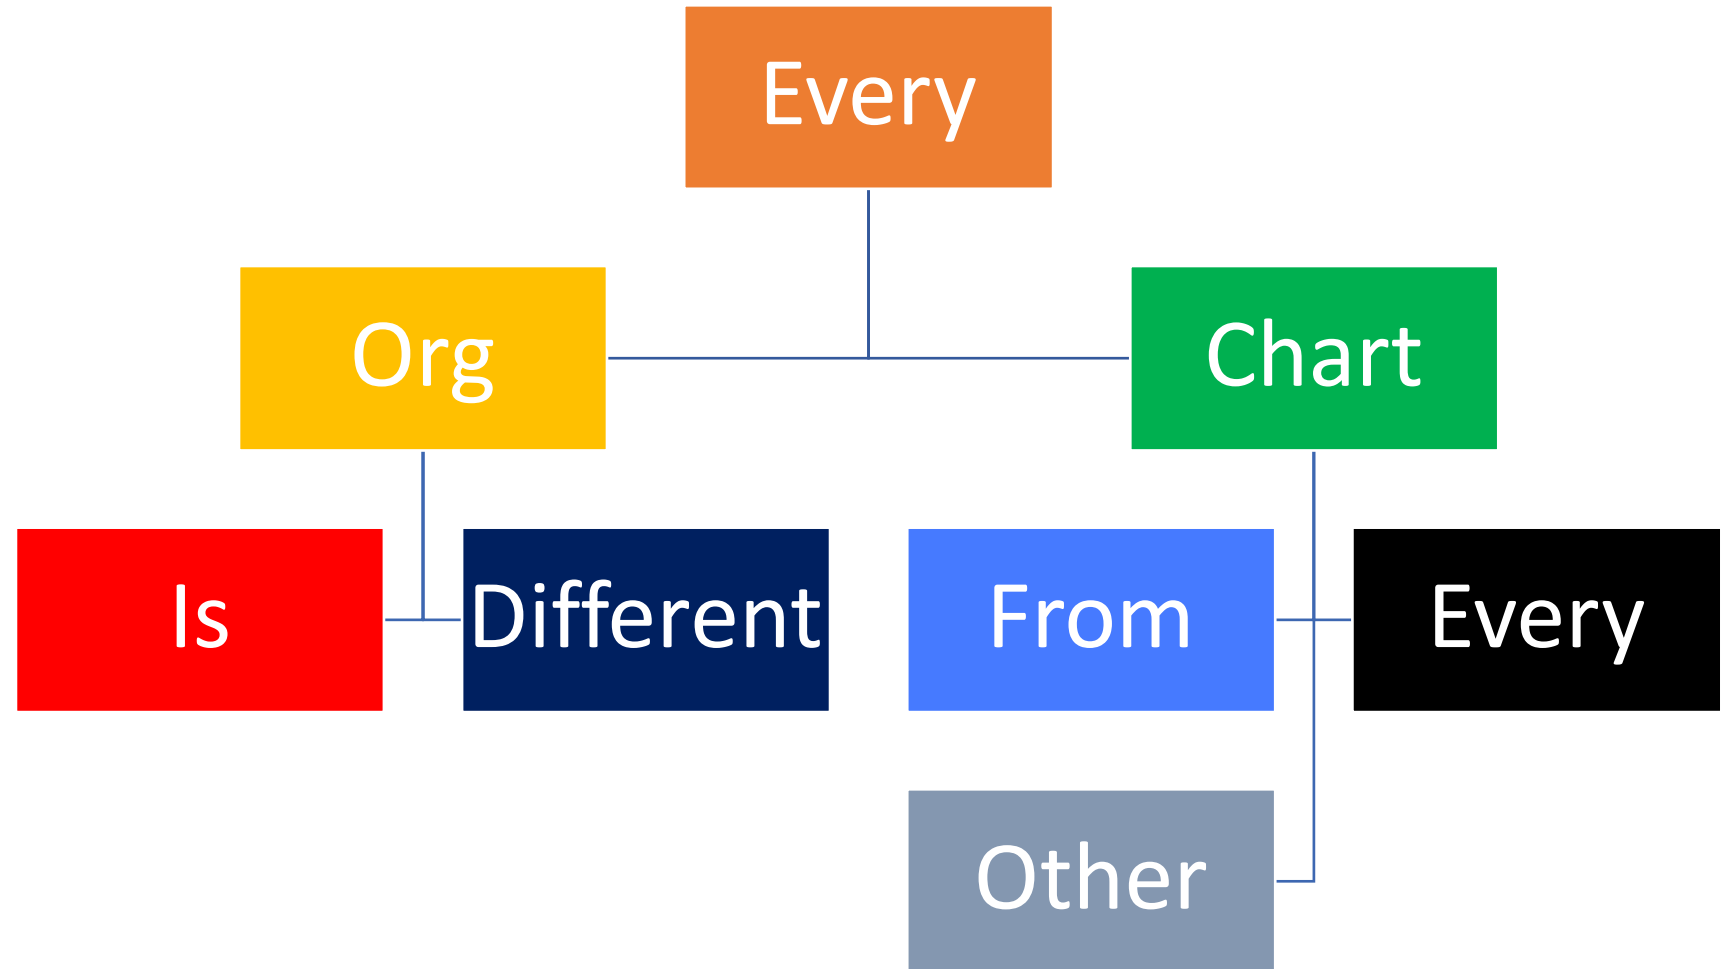 Every
Org
Chart
Is
Different
From
Every
Other